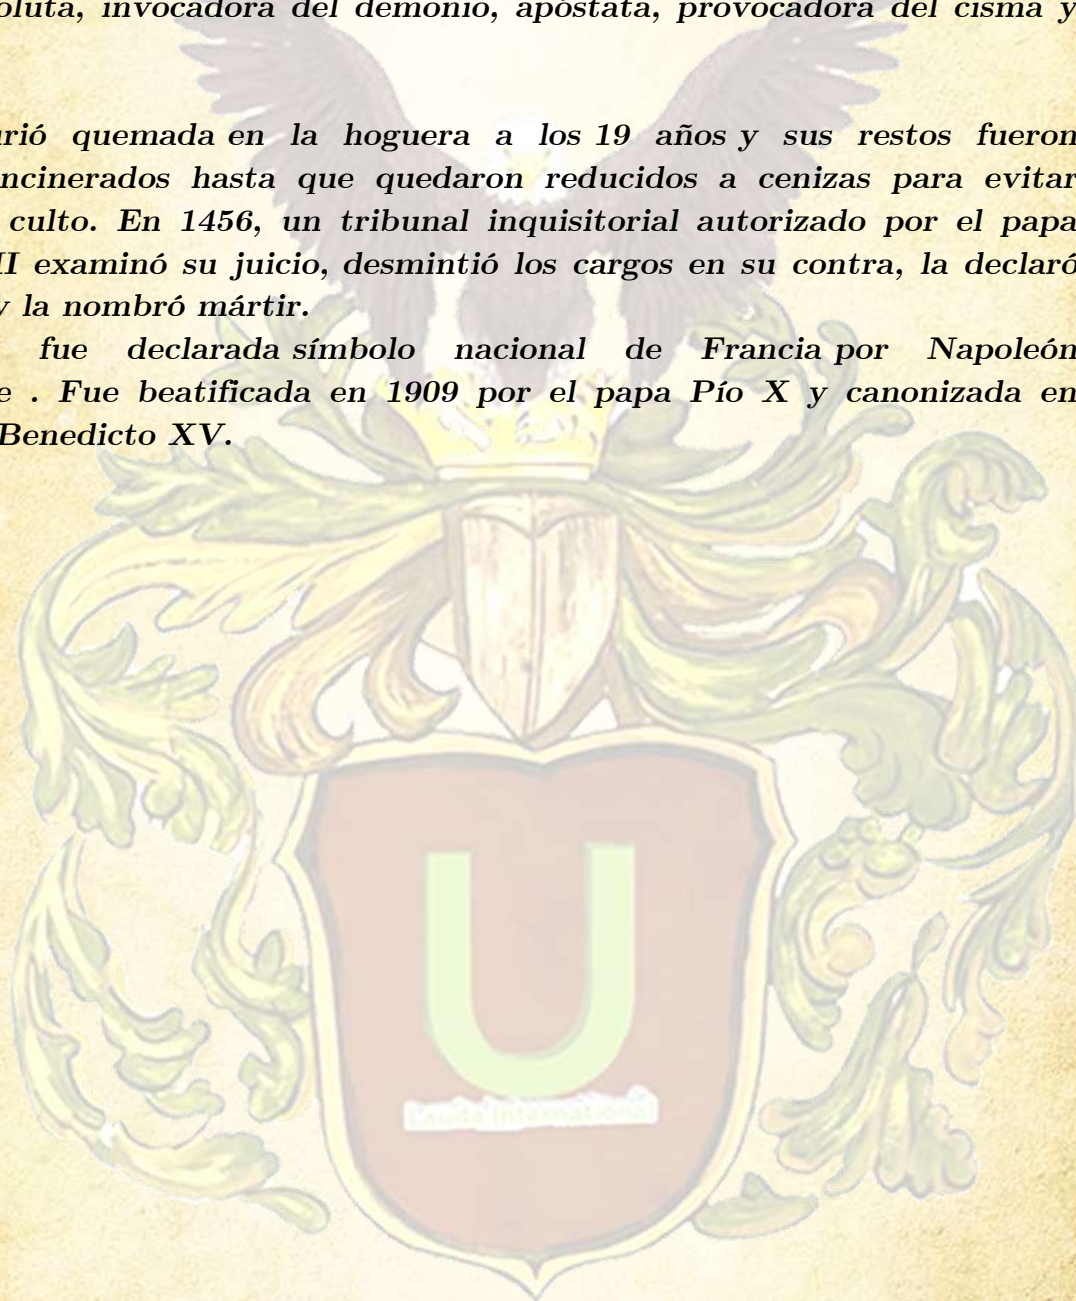 oluta, invocadora del demonio, apóstata, provocadora del cisma y
urió quemada en la hoguera a los 19 años y sus restos fueron
ncinerados hasta que quedaron reducidos a cenizas para evitar
culto. En 1456, un tribunal inquisitorial autorizado por el papa
II examinó su juicio, desmintió los cargos en su contra, la declaró
y la nombró mártir.
fue declarada símbolo nacional de Francia por Napoleón
e . Fue beatificada en 1909 por el papa Pío X y canonizada en
Benedicto XV.
U
Laude international